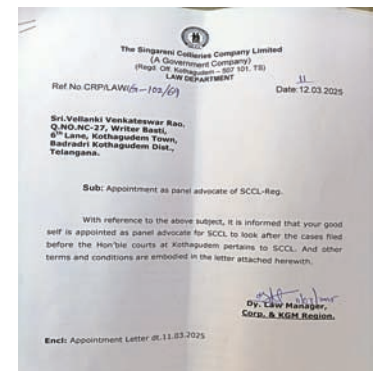 The Singareni Collieries Company Limited
(A Government Company)
(Regd. Off. Kothagudem - 507 101, TS)
LAW DEPARTMENT
Ref.No.CRP/LAW/G-102/69
11
Date:12.03.2025
Sri.Vellanki Venkateswar Rao,
Q.NO.NC-27, Writer Basti,
6th Lane, Kothagudem Town,
Badradri Kothagudem Dist.,
Telangana.
Sub: Appointment as panel advocate of SCCL-Reg.
With reference to the above subject, it is informed that your good
self is appointed as panel advocate for SCCL to look after the cases filed
before the Hon'ble courts at Kothagudem pertains to SCCL. And other
terms and conditions are embodied in the letter attached herewith.
Dy. Law Manager,
Corp. & KGM Region.
Encl: Appointment Letter dt.11.03.2025